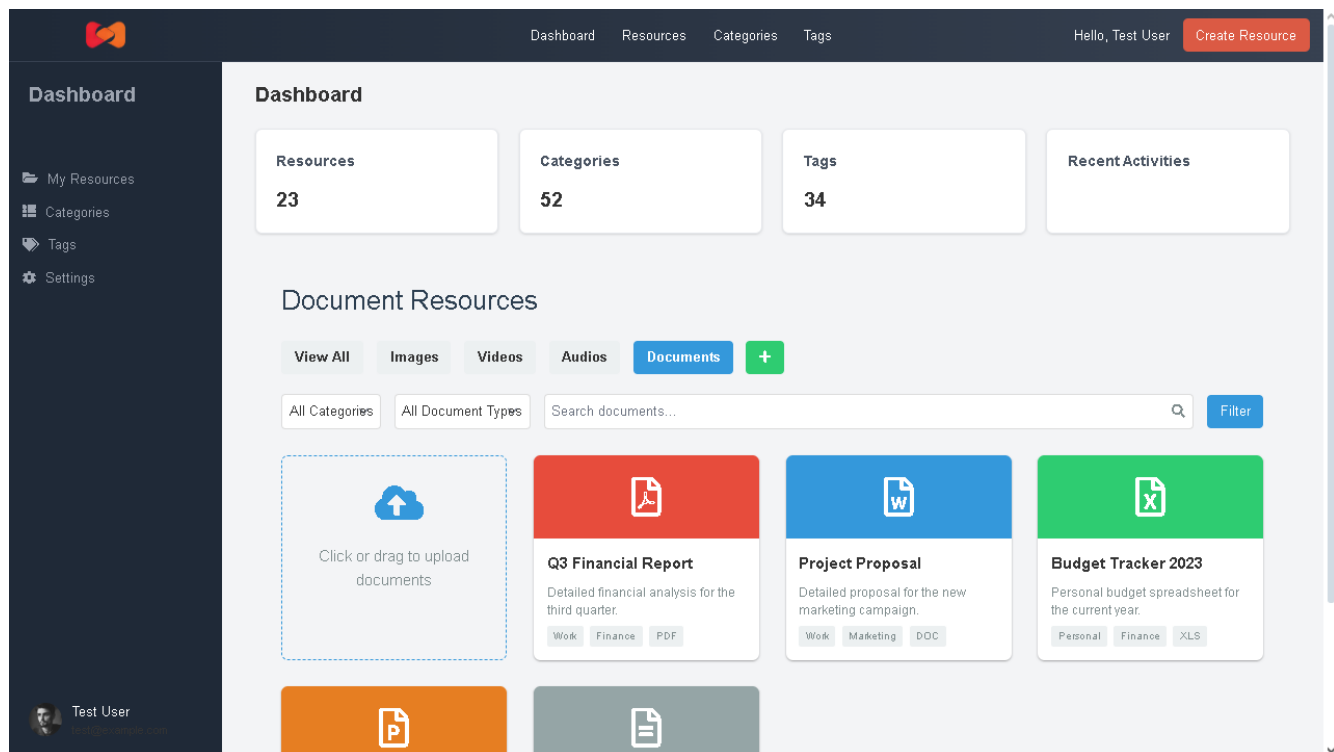 Dashboard Resources Categories Tags
Hello, Test User
Create Resource
Dashboard
My Resources
Categories
Tags
Settings
Test User
test@example.com
Dashboard
Resources
23
Categories
52
Tags
34
Recent Activities
Document Resources
View All Images Videos Audios Documents +
All Categories
All Document Types
Search documents...
Filter
Click or drag to upload
documents
Q3 Financial Report
Detailed financial analysis for the
third quarter.
Work Finance PDF
W
Project Proposal
Detailed proposal for the new
marketing campaign.
Work Marketing DOC
X
Budget Tracker 2023
Personal budget spreadsheet for
the current year.
Personal Finance XLS
P